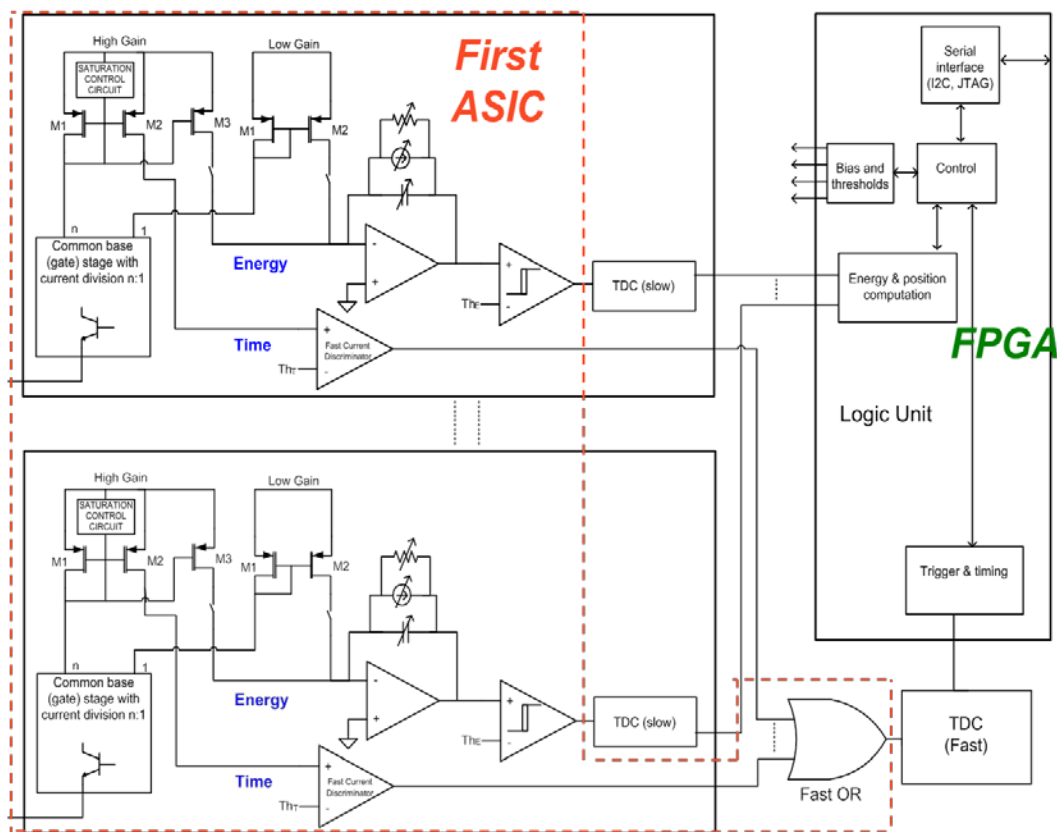 High Gain
SATURATION
CONTROL
CIRCUIT
M1
M2
M3
Low Gain
M1
M2
First
ASIC
n
1
Common base
(gate) stage with
current division n:1
Energy
-
+
+
-
ThE
TDC (slow)
Time
+
-
Fast Current
Discriminator
ThT
Serial
interface
(I2C, JTAG)
Bias and
thresholds
Control
Energy & position
computation
FPGA
Logic Unit
Trigger & timing
High Gain
SATURATION
CONTROL
CIRCUIT
M1
M2
M3
Low Gain
M1
M2
n
1
Common base
(gate) stage with
current division n:1
Energy
-
+
+
-
ThE
TDC (slow)
Time
+
-
Fast Current
Discriminator
ThT
Fast OR
TDC
(Fast)